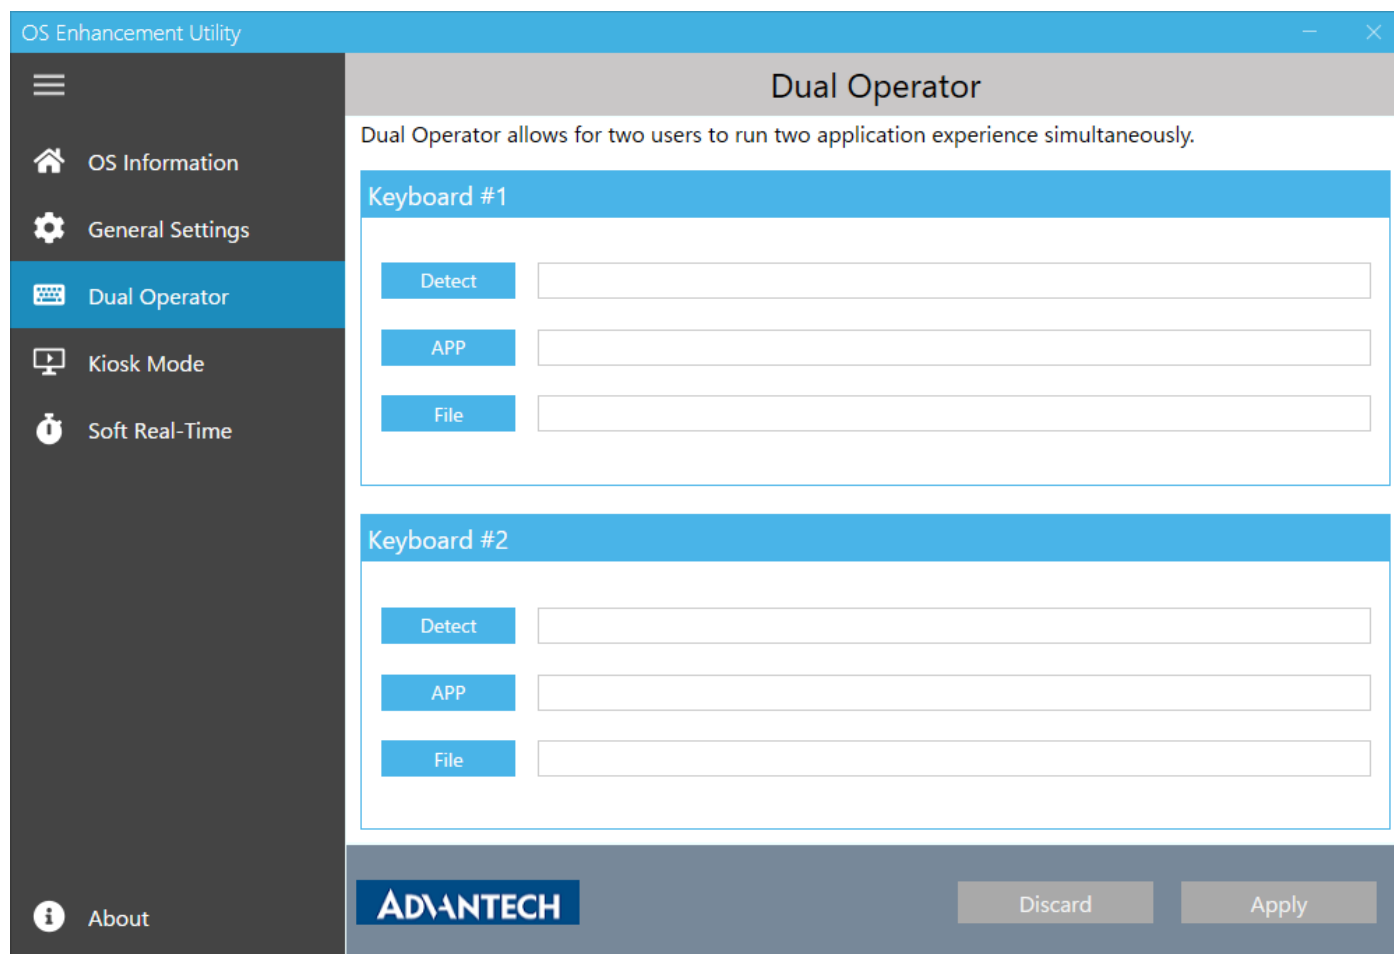 OS Enhancement Utility
Dual Operator
Dual Operator allows for two users to run two application experience simultaneously.
OS Information
General Settings
Dual Operator
Kiosk Mode
Soft Real-Time
About
Keyboard #1
Detect
APP
File
Keyboard #2
Detect
APP
File
ADVANTECH
Discard
Apply